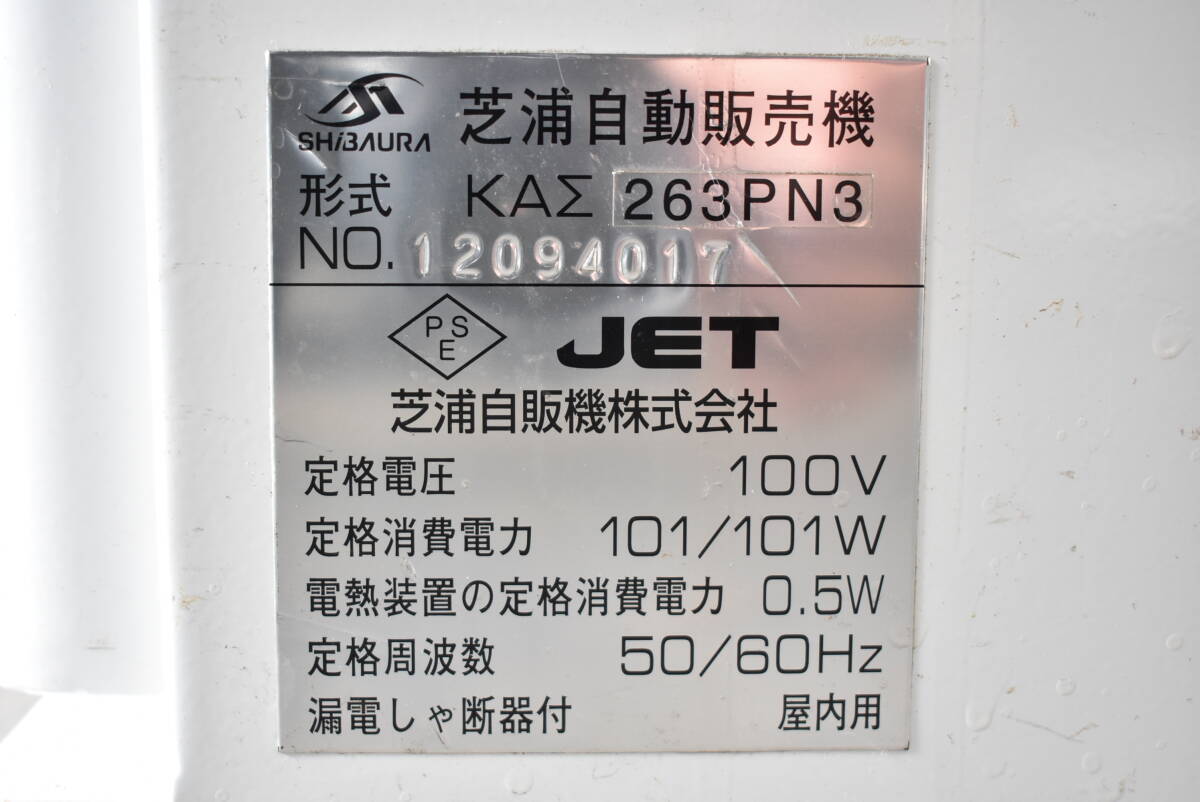 SHiBAURA 芝浦自動販売機
形式 KAΣ 263PN3
NO. 12094017
PSE JET
芝浦自販機株式会社
定格電圧 100V
定格消費電力 101/101W
電熱装置の定格消費電力 0.5W
定格周波数 50/60Hz
漏電しゃ断器付 屋内用